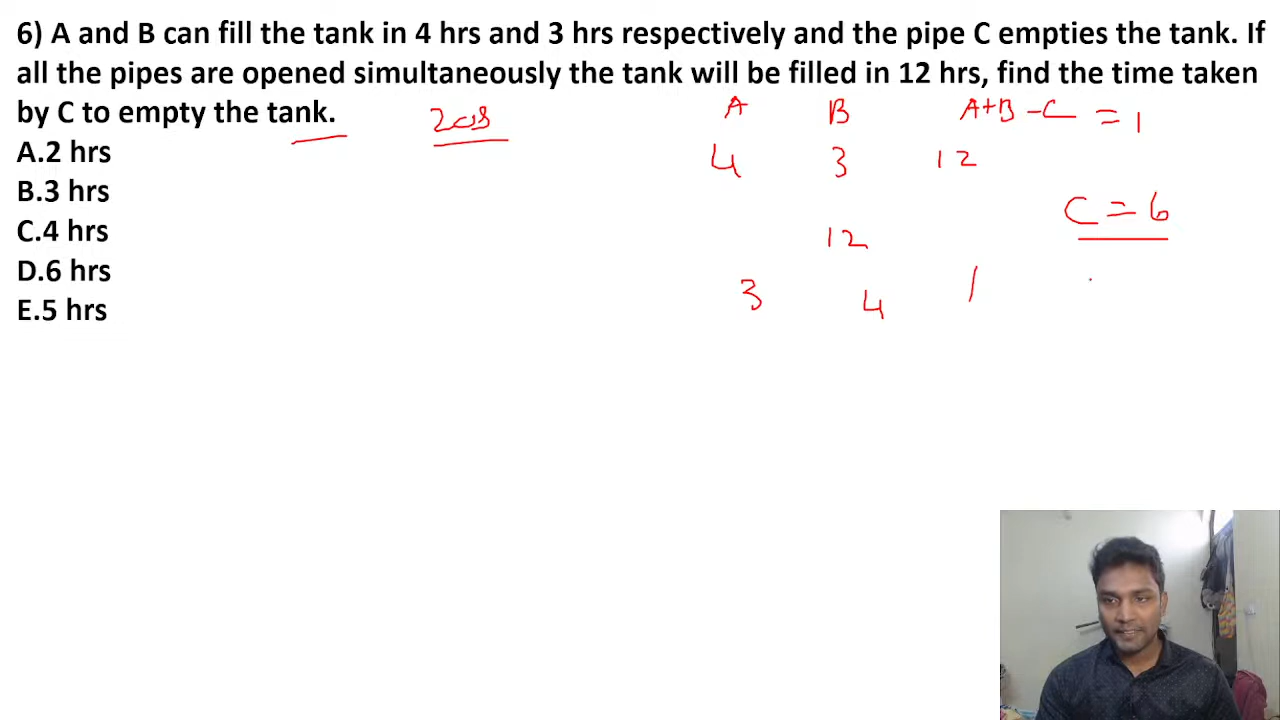 6) A and B can fill the tank in 4 hrs and 3 hrs respectively and the pipe C empties the tank. If
all the pipes are opened simultaneously the tank will be filled in 12 hrs, find the time taken
by C to empty the tank.
A.2 hrs
B.3 hrs
C.4 hrs
D.6 hrs
E.5 hrs
A B A+B-C = 1
4 3 12
C = 6
12
3 4 1